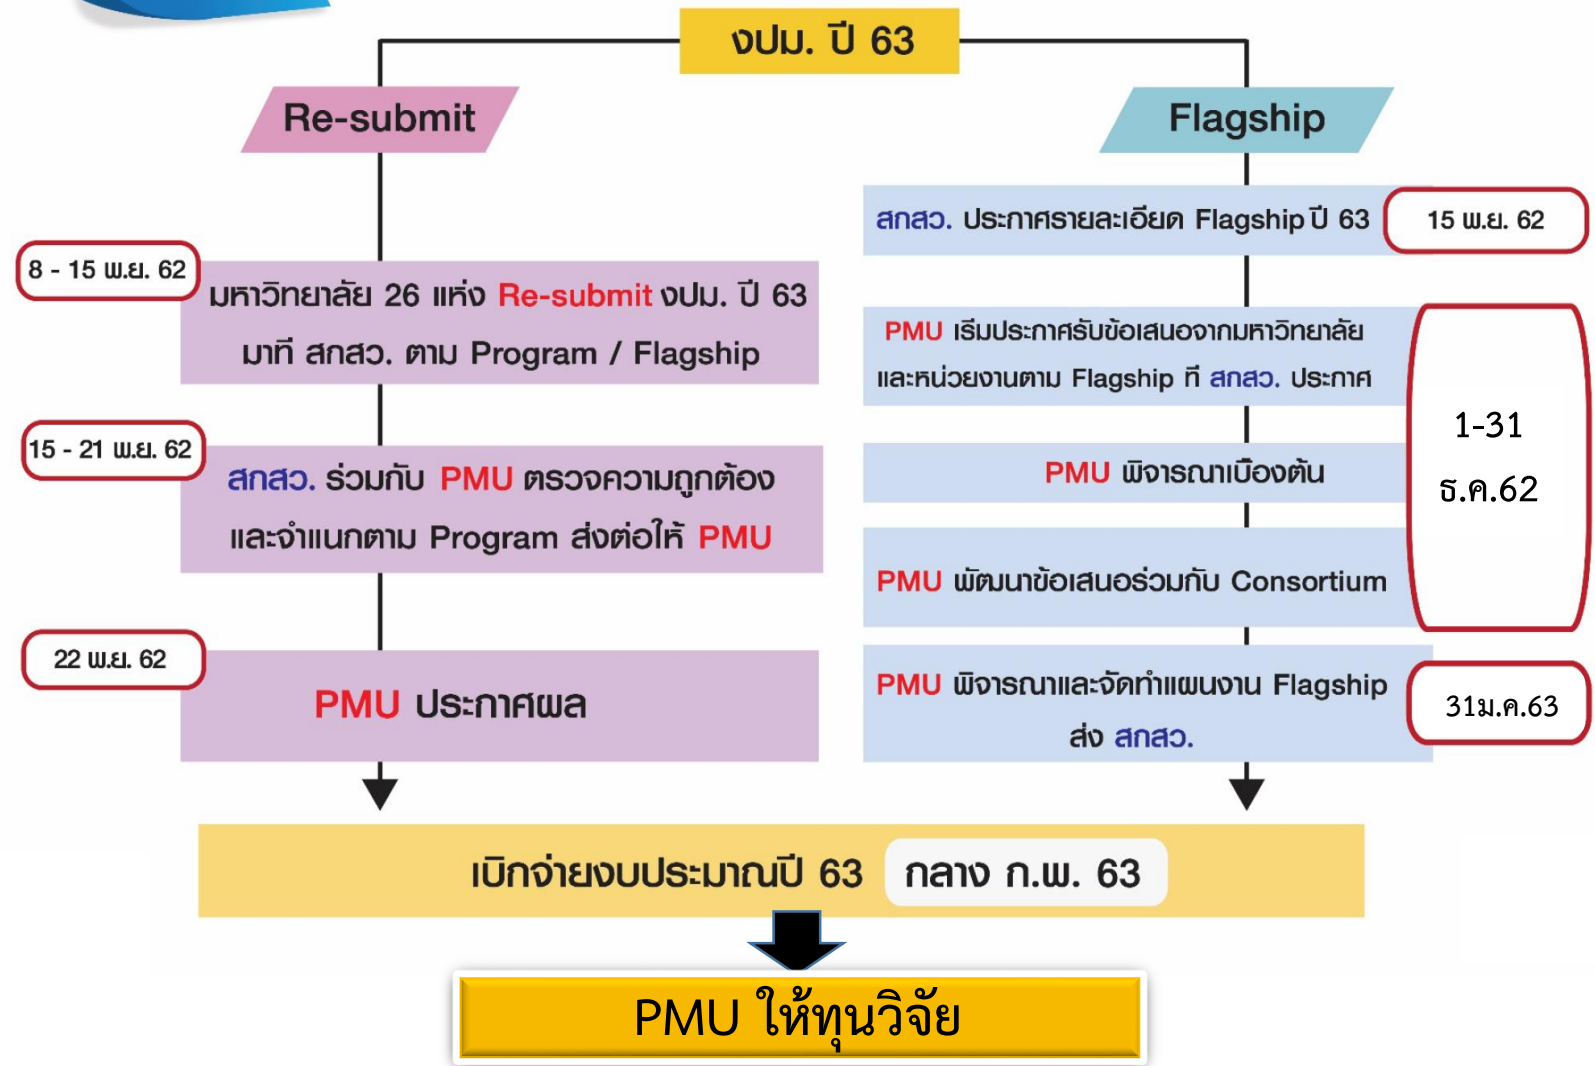 งปม. ปี 63
Re-submit
8 - 15 พ.ย. 62
มหาวิทยาลัย 26 แห่ง Re-submit งปม. ปี 63
มาที่ สกสว. ตาม Program / Flagship
15 - 21 พ.ย. 62
สกสว. ร่วมกับ PMU ตรวจความถูกต้อง
และจำแนกตาม Program ส่งต่อให้ PMU
22 พ.ย. 62
PMU ประกาศผล
Flagship
สกสว. ประกาศรายละเอียด Flagship ปี 63
15 พ.ย. 62
PMU เริ่มประกาศรับข้อเสนอจากมหาวิทยาลัย
และหน่วยงานตาม Flagship ที่ สกสว. ประกาศ
PMU พิจารณาเบื้องต้น
PMU พัฒนาข้อเสนอร่วมกับ Consortium
1-31
ธ.ค.62
PMU พิจารณาและจัดทำแผนงาน Flagship
ส่ง สกสว.
31ม.ค.63
เบิกจ่ายงบประมาณปี 63 กลาง ก.พ. 63
PMU ให้ทุนวิจัย